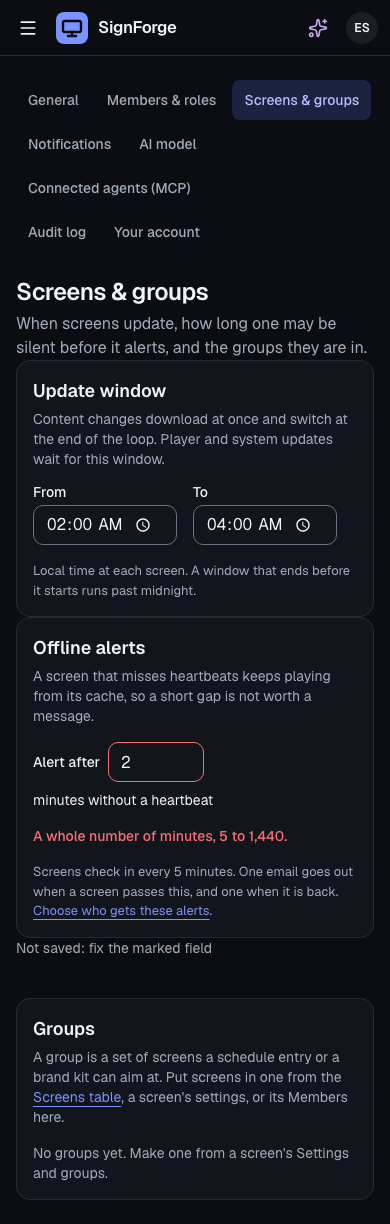 SignForge
ES
General
Members & roles
Screens & groups
Notifications
AI model
Connected agents (MCP)
Audit log
Your account
Screens & groups
When screens update, how long one may be
silent before it alerts, and the groups they are in.
Update window
Content changes download at once and switch at
the end of the loop. Player and system updates
wait for this window.
From
To
02:00 AM
04:00 AM
Local time at each screen. A window that ends before
it starts runs past midnight.
Offline alerts
A screen that misses heartbeats keeps playing
from its cache, so a short gap is not worth a
message.
Alert after
2
minutes without a heartbeat
A whole number of minutes, 5 to 1,440.
Screens check in every 5 minutes. One email goes out
when a screen passes this, and one when it is back.
Choose who gets these alerts.
Not saved: fix the marked field
Groups
A group is a set of screens a schedule entry or a
brand kit can aim at. Put screens in one from the
Screens table, a screen's settings, or its Members
here.
No groups yet. Make one from a screen's Settings
and groups.